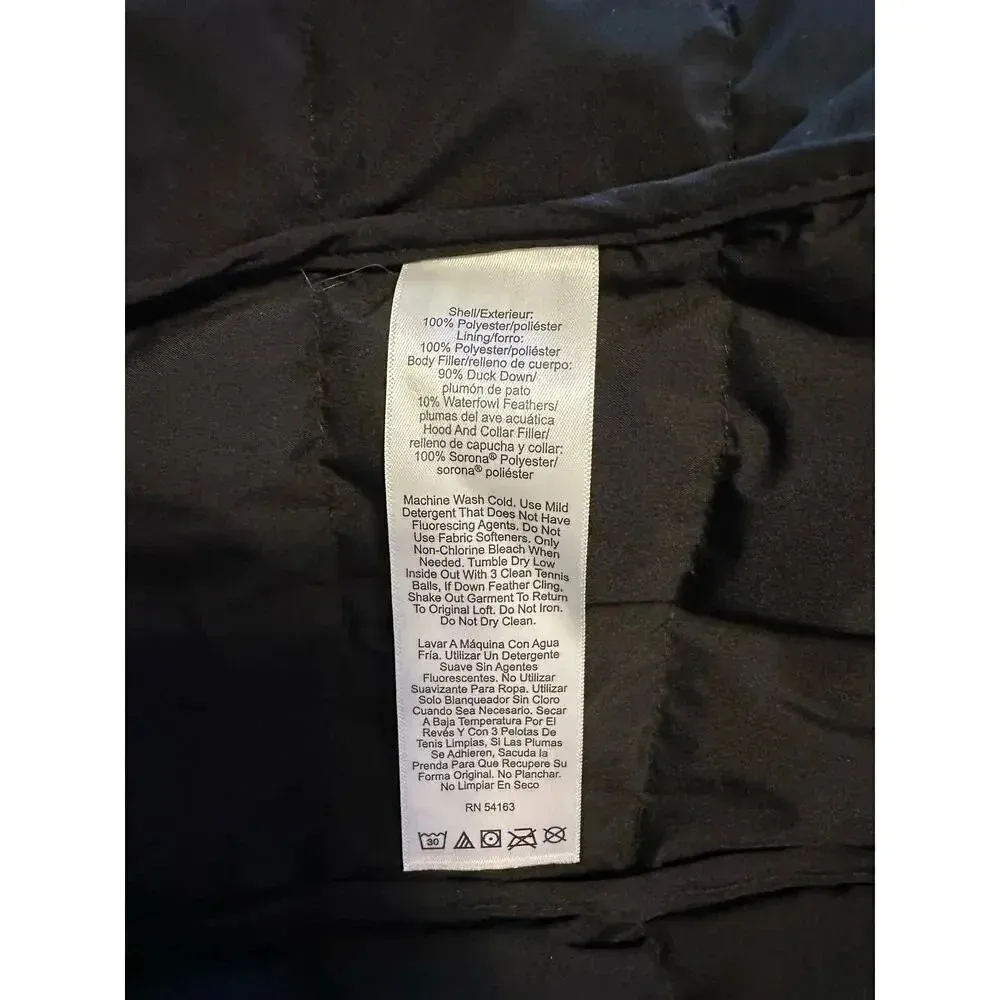 Shell/Exterieur:
100% Polyester/poliéster
Lining/forro:
100% Polyester/poliéster
Body Filler/relleno de cuerpo:
90% Duck Down/
plumón de pato
10% Waterfowl Feathers/
plumas del ave acuática
Hood And Collar Filler/
relleno de capucha y collar:
100% Sorona® Polyester/
sorona® poliéster
Machine Wash Cold. Use Mild
Detergent That Does Not Have
Fluorescing Agents. Do Not
Use Fabric Softeners. Only
Non-Chlorine Bleach When
Needed. Tumble Dry Low
Inside Out With 3 Clean Tennis
Balls, If Down Feather Cling,
Shake Out Garment To Return
To Original Loft. Do Not Iron.
Do Not Dry Clean.
Lavar A Máquina Con Agua
Fría. Utilizar Un Detergente
Suave Sin Agentes
Fluorescentes. No Utilizar
Suavizante Para Ropa. Utilizar
Solo Blanqueador Sin Cloro
Cuando Sea Necesario. Secar
A Baja Temperatura Por El
Revés Y Con 3 Pelotas De
Tenis Limpias, Si Las Plumas
Se Adhieren, Sacuda la
Prenda Para Que Recupere Su
Forma Original. No Planchar.
No Limpiar En Seco
RN 54163
30